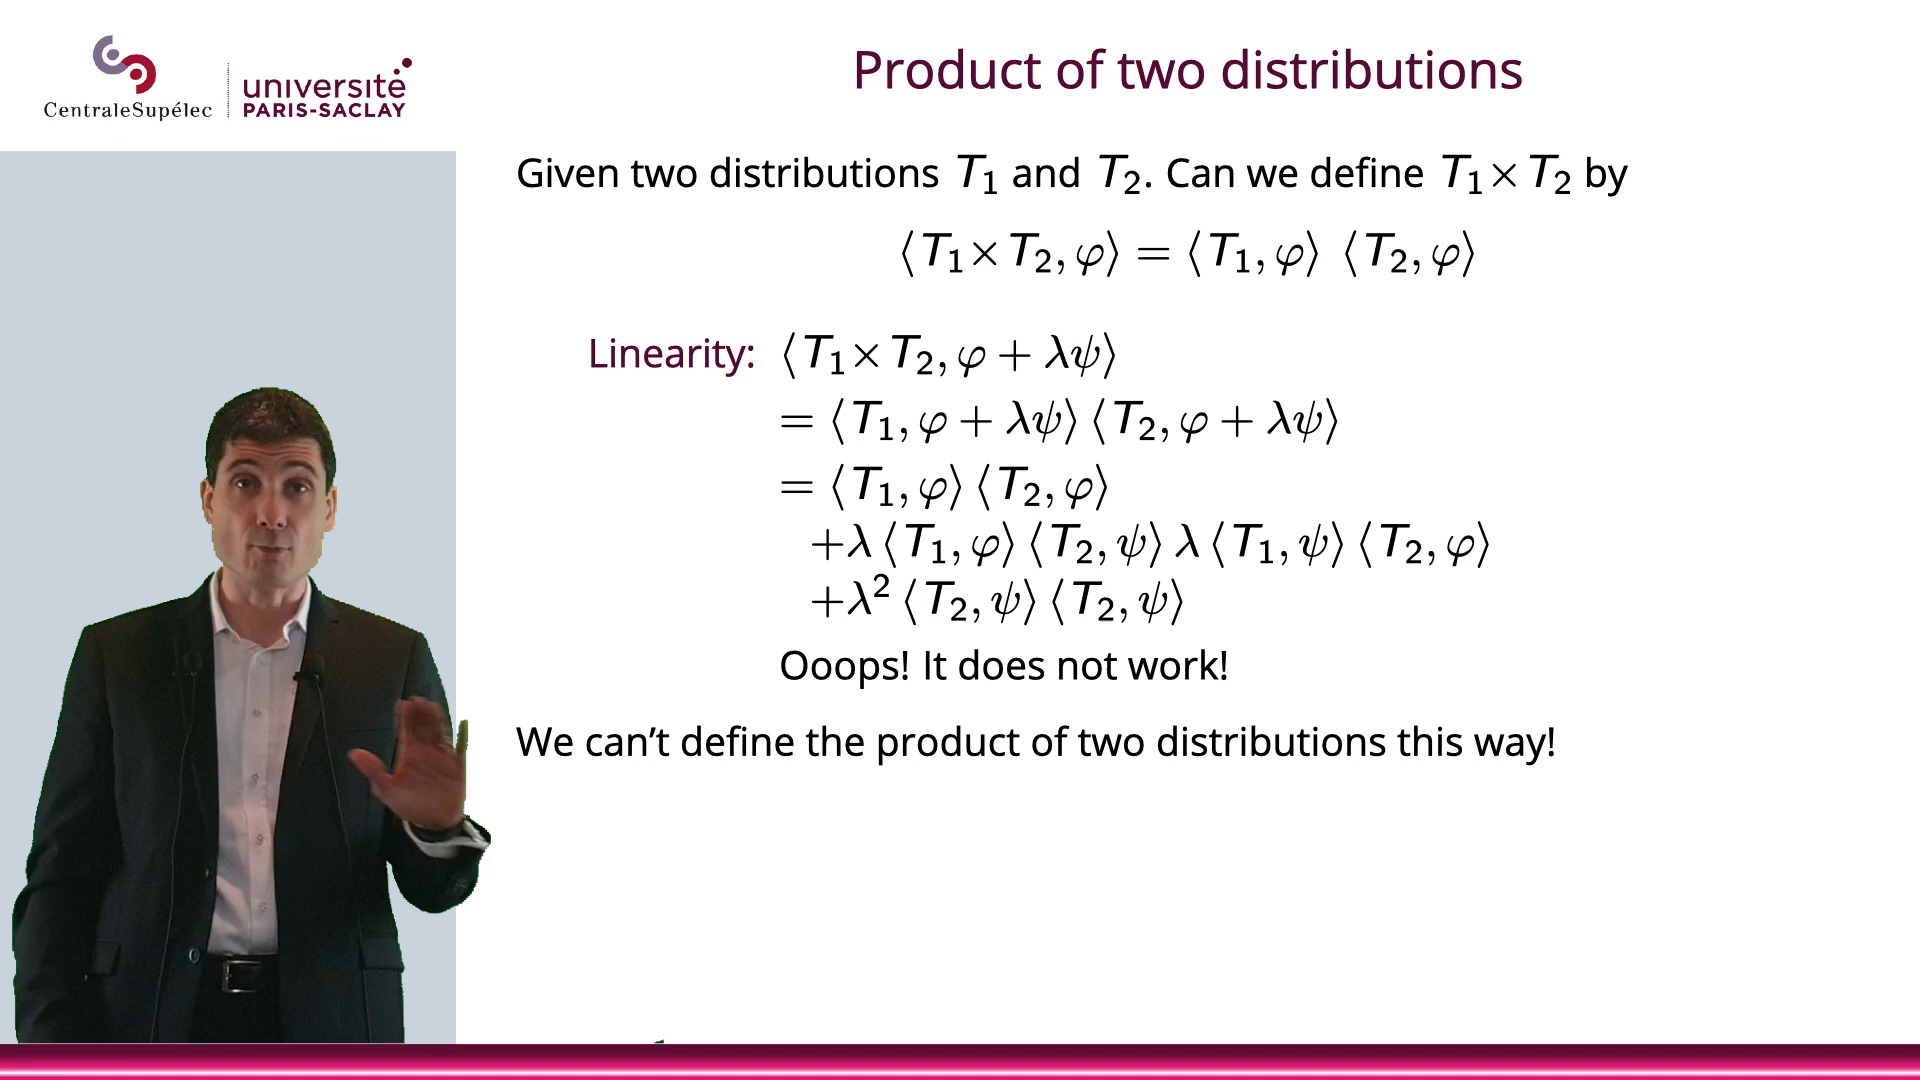 CentraleSupélec
université
PARIS-SACLAY
Product of two distributions
Given two distributions T₁ and T₂. Can we define T₁×T₂ by
⟨T₁×T₂, φ⟩ = ⟨T₁, φ⟩ ⟨T₂, φ⟩
Linearity: ⟨T₁×T₂, φ + λψ⟩
= ⟨T₁, φ + λψ⟩ ⟨T₂, φ + λψ⟩
= ⟨T₁, φ⟩ ⟨T₂, φ⟩
+λ ⟨T₁, φ⟩ ⟨T₂, ψ⟩ λ ⟨T₁, ψ⟩ ⟨T₂, φ⟩
+λ² ⟨T₂, ψ⟩ ⟨T₂, ψ⟩
Ooops! It does not work!
We can’t define the product of two distributions this way!